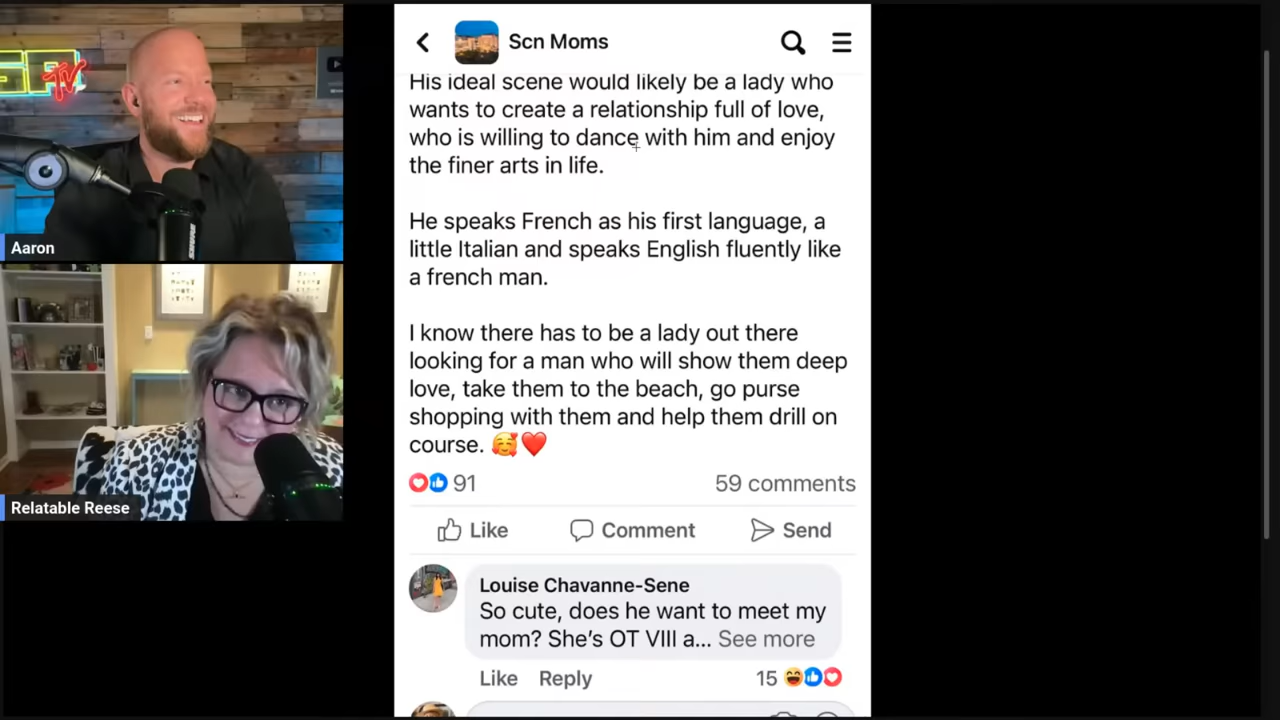 TV
Aaron
Relatable Reese
Scn Moms
His ideal scene would likely be a lady who
wants to create a relationship full of love,
who is willing to dance with him and enjoy
the finer arts in life.
He speaks French as his first language, a
little Italian and speaks English fluently like
a french man.
I know there has to be a lady out there
looking for a man who will show them deep
love, take them to the beach, go purse
shopping with them and help them drill on
course. 🥰❤️
91
59 comments
Like
Comment
Send
Louise Chavanne-Sene
So cute, does he want to meet my
mom? She's OT VIII a... See more
Like Reply
15